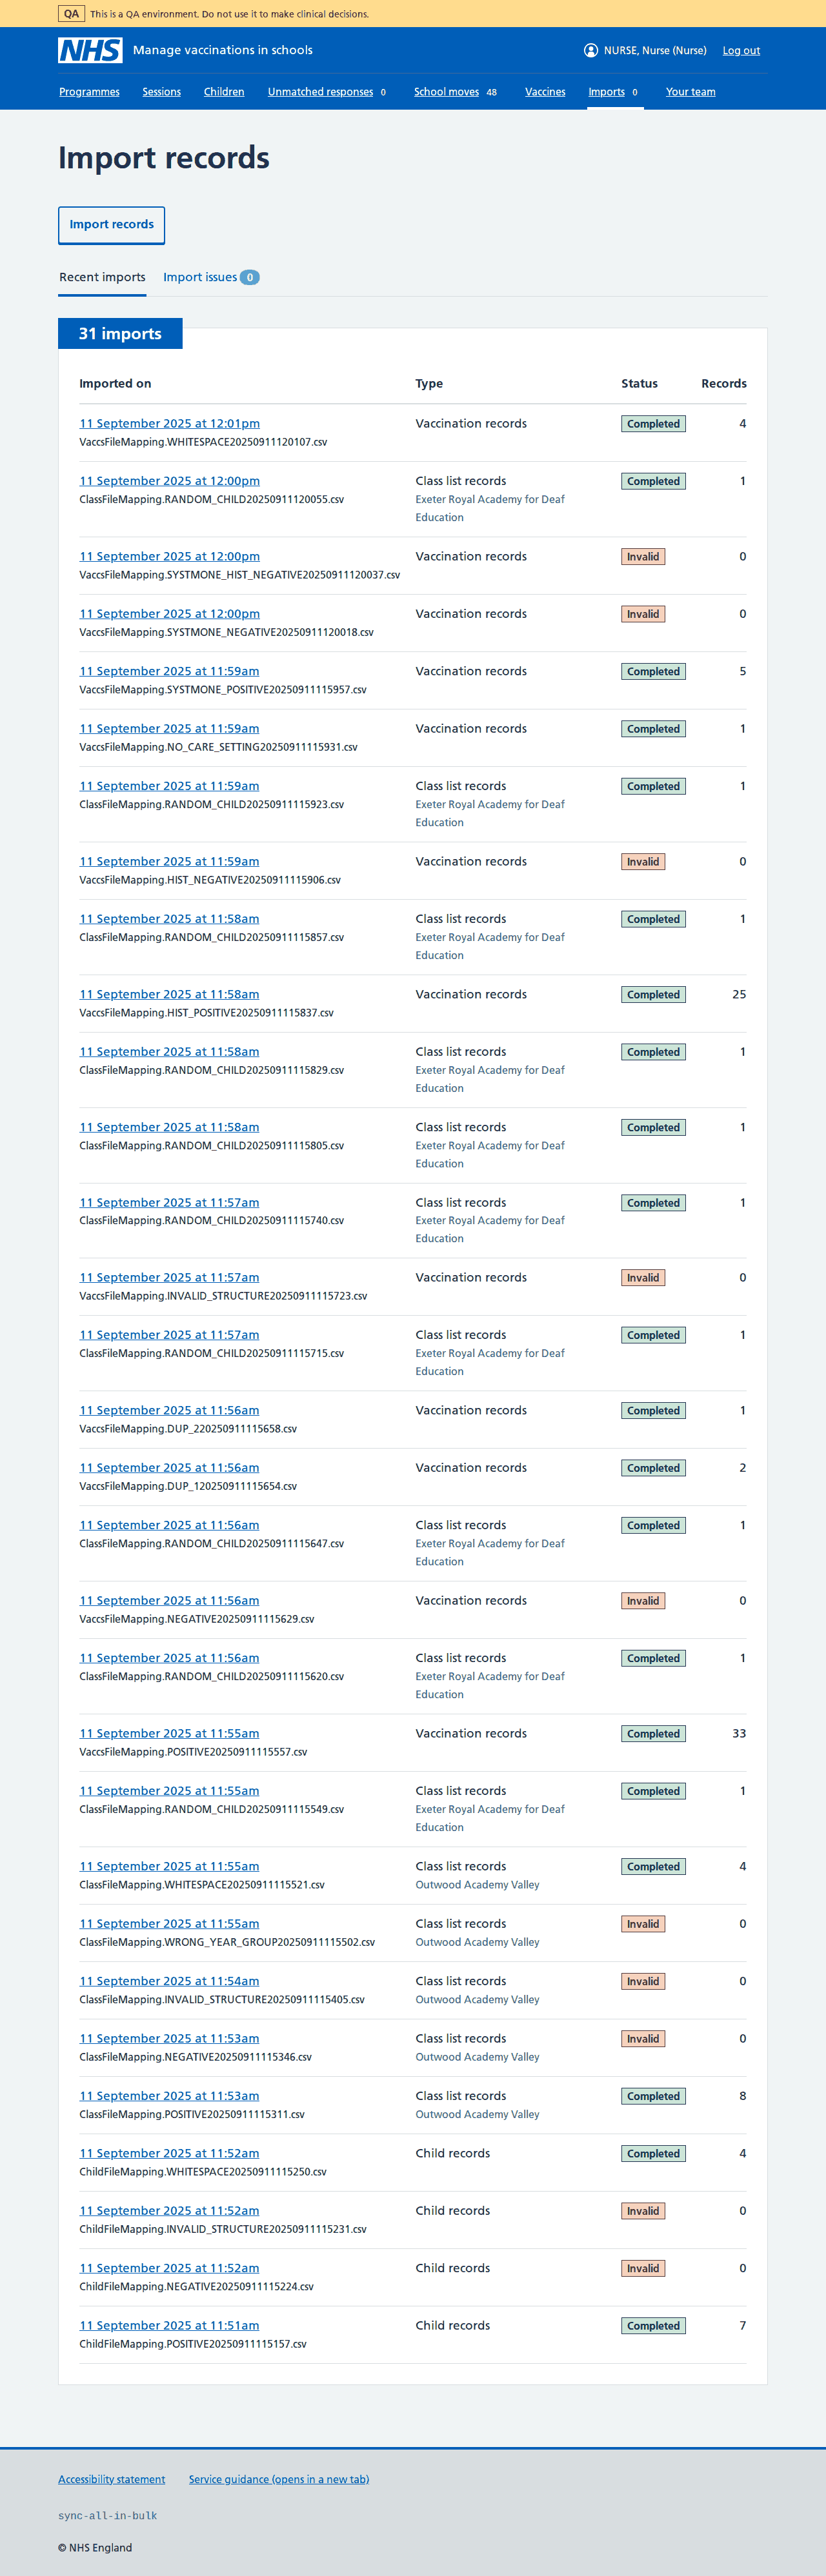 QA This is a QA environment. Do not use it to make clinical decisions.
NHS Manage vaccinations in schools NURSE, Nurse (Nurse) Log out
Programmes Sessions Children Unmatched responses 0 School moves 48 Vaccines Imports 0 Your team
Import records
Import records
Recent imports Import issues 0
31 imports
Imported on Type Status Records
11 September 2025 at 12:01pm Vaccination records Completed 4
VaccsFileMapping.WHITESPACE20250911120107.csv
11 September 2025 at 12:00pm Class list records Completed 1
ClassFileMapping.RANDOM_CHILD20250911120055.csv Exeter Royal Academy for Deaf
Education
11 September 2025 at 12:00pm Vaccination records Invalid 0
VaccsFileMapping.SYSTMONE_HIST_NEGATIVE20250911120037.csv
11 September 2025 at 12:00pm Vaccination records Invalid 0
VaccsFileMapping.SYSTMONE_NEGATIVE20250911120018.csv
11 September 2025 at 11:59am Vaccination records Completed 5
VaccsFileMapping.SYSTMONE_POSITIVE20250911115957.csv
11 September 2025 at 11:59am Vaccination records Completed 1
VaccsFileMapping.NO_CARE_SETTING20250911115931.csv
11 September 2025 at 11:59am Class list records Completed 1
ClassFileMapping.RANDOM_CHILD20250911115923.csv Exeter Royal Academy for Deaf
Education
11 September 2025 at 11:59am Vaccination records Invalid 0
VaccsFileMapping.HIST_NEGATIVE20250911115906.csv
11 September 2025 at 11:58am Class list records Completed 1
ClassFileMapping.RANDOM_CHILD20250911115857.csv Exeter Royal Academy for Deaf
Education
11 September 2025 at 11:58am Vaccination records Completed 25
VaccsFileMapping.HIST_POSITIVE20250911115837.csv
11 September 2025 at 11:58am Class list records Completed 1
ClassFileMapping.RANDOM_CHILD20250911115829.csv Exeter Royal Academy for Deaf
Education
11 September 2025 at 11:58am Class list records Completed 1
ClassFileMapping.RANDOM_CHILD20250911115805.csv Exeter Royal Academy for Deaf
Education
11 September 2025 at 11:57am Class list records Completed 1
ClassFileMapping.RANDOM_CHILD20250911115740.csv Exeter Royal Academy for Deaf
Education
11 September 2025 at 11:57am Vaccination records Invalid 0
VaccsFileMapping.INVALID_STRUCTURE20250911115723.csv
11 September 2025 at 11:57am Class list records Completed 1
ClassFileMapping.RANDOM_CHILD20250911115715.csv Exeter Royal Academy for Deaf
Education
11 September 2025 at 11:56am Vaccination records Completed 1
VaccsFileMapping.DUP_220250911115658.csv
11 September 2025 at 11:56am Vaccination records Completed 2
VaccsFileMapping.DUP_120250911115654.csv
11 September 2025 at 11:56am Class list records Completed 1
ClassFileMapping.RANDOM_CHILD20250911115647.csv Exeter Royal Academy for Deaf
Education
11 September 2025 at 11:56am Vaccination records Invalid 0
VaccsFileMapping.NEGATIVE20250911115629.csv
11 September 2025 at 11:56am Class list records Completed 1
ClassFileMapping.RANDOM_CHILD20250911115620.csv Exeter Royal Academy for Deaf
Education
11 September 2025 at 11:55am Vaccination records Completed 33
VaccsFileMapping.POSITIVE20250911115557.csv
11 September 2025 at 11:55am Class list records Completed 1
ClassFileMapping.RANDOM_CHILD20250911115549.csv Exeter Royal Academy for Deaf
Education
11 September 2025 at 11:55am Class list records Completed 4
ClassFileMapping.WHITESPACE20250911115521.csv Outwood Academy Valley
11 September 2025 at 11:55am Class list records Invalid 0
ClassFileMapping.WRONG_YEAR_GROUP20250911115502.csv Outwood Academy Valley
11 September 2025 at 11:54am Class list records Invalid 0
ClassFileMapping.INVALID_STRUCTURE20250911115405.csv Outwood Academy Valley
11 September 2025 at 11:53am Class list records Invalid 0
ClassFileMapping.NEGATIVE20250911115346.csv Outwood Academy Valley
11 September 2025 at 11:53am Class list records Completed 8
ClassFileMapping.POSITIVE20250911115311.csv Outwood Academy Valley
11 September 2025 at 11:52am Child records Completed 4
ChildFileMapping.WHITESPACE20250911115250.csv
11 September 2025 at 11:52am Child records Invalid 0
ChildFileMapping.INVALID_STRUCTURE20250911115231.csv
11 September 2025 at 11:52am Child records Invalid 0
ChildFileMapping.NEGATIVE20250911115224.csv
11 September 2025 at 11:51am Child records Completed 7
ChildFileMapping.POSITIVE20250911115157.csv
Accessibility statement Service guidance (opens in a new tab)
sync-all-in-bulk
© NHS England